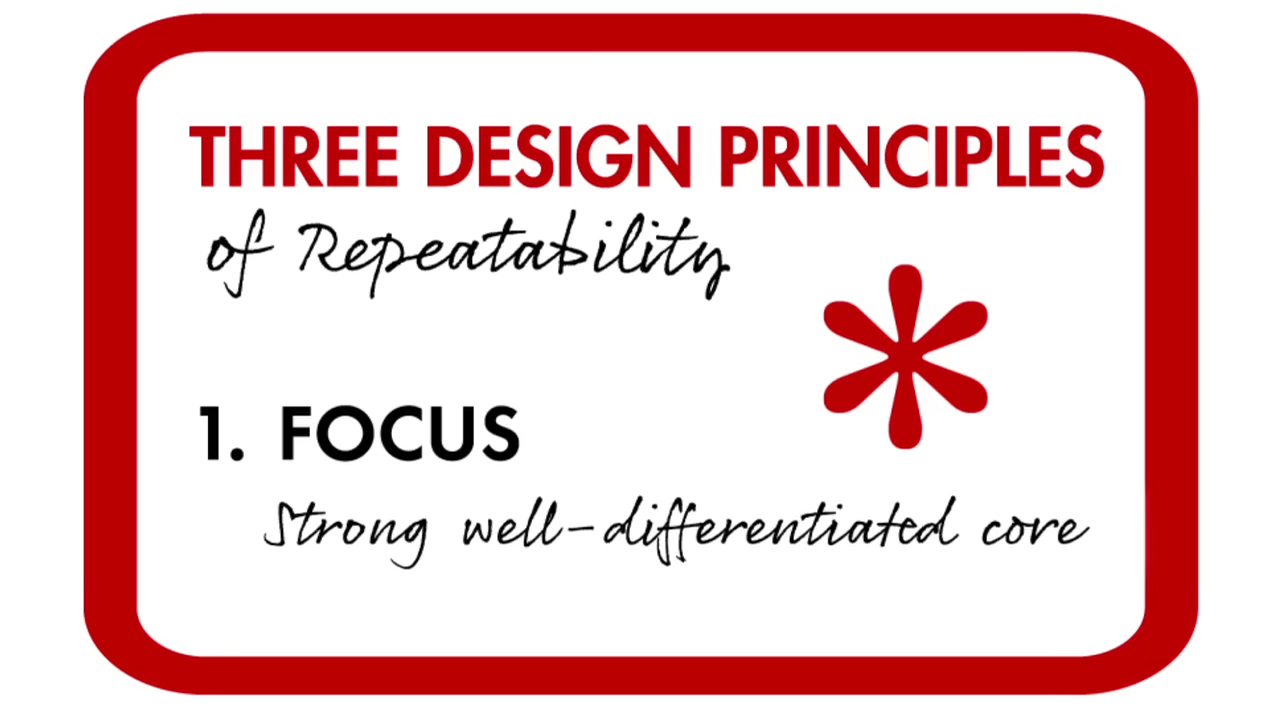 THREE DESIGN PRINCIPLES
of Repeatability
*
1. FOCUS
Strong well-differentiated core